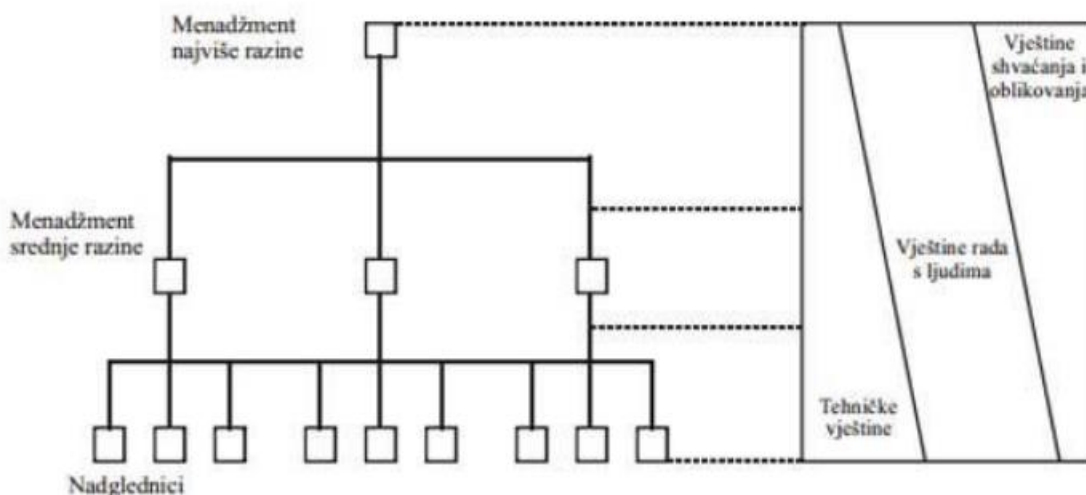 Menadžment
najviše razine
Vještine
shvaćanja i
oblikovanja
Menadžment
srednje razine
Vještine rada
s ljudima
Tehničke
vještine
Nadglednici